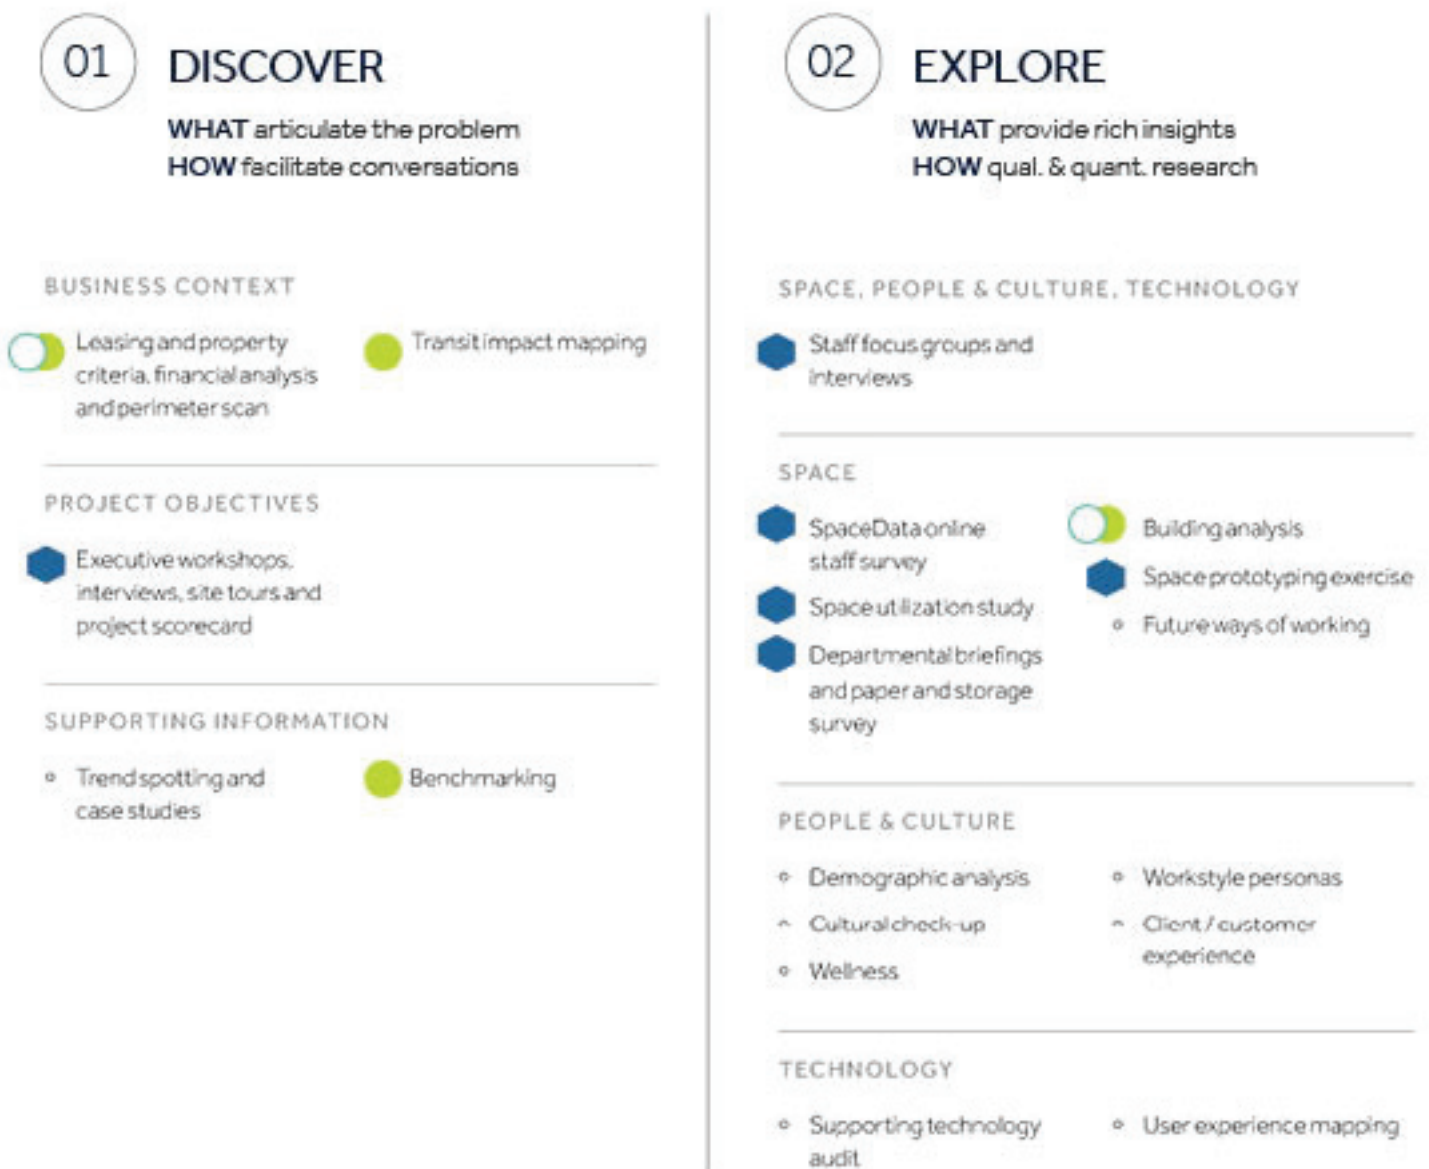 01
DISCOVER
WHAT articulate the problem
HOW facilitate conversations
BUSINESS CONTEXT
Leasing and property
criteria, financial analysis
and perimeter scan
Transit impact mapping
PROJECT OBJECTIVES
Executive workshops,
interviews, site tours and
project scorecard
SUPPORTING INFORMATION
Trend spotting and
case studies
Benchmarking
02
EXPLORE
WHAT provide rich insights
HOW qual. & quant. research
SPACE, PEOPLE & CULTURE, TECHNOLOGY
Staff focus groups and
interviews
SPACE
SpaceData online
staff survey
Space utilization study
Departmental briefings
and paper and storage
survey
Building analysis
Space prototyping exercise
Future ways of working
PEOPLE & CULTURE
Demographic analysis
Cultural check-up
Wellness
Workstyle personas
Client / customer
experience
TECHNOLOGY
Supporting technology
audit
User experience mapping